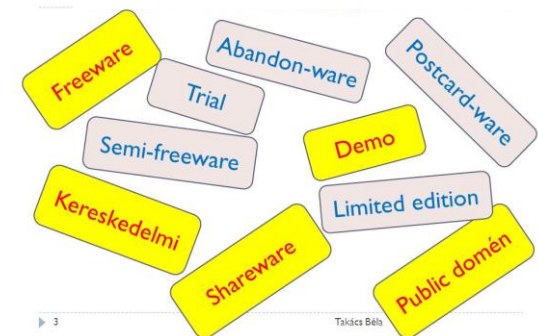 Freeware
Abandon-ware
Postcard-ware
Trial
Semi-freeware
Demo
Kereskedelmi
Limited edition
Shareware
Public domén
3
Takács Béla